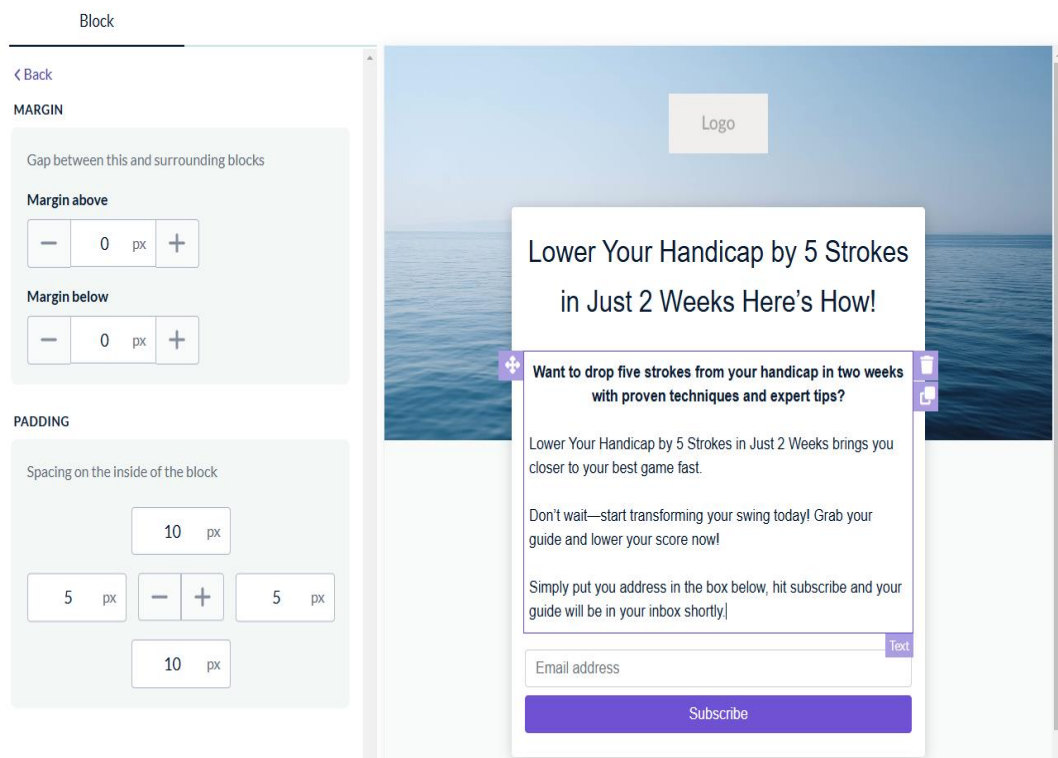 Block
Back
MARGIN
Gap between this and surrounding blocks
Margin above
0 px
Margin below
0 px
PADDING
Spacing on the inside of the block
10 px
5 px
5 px
10 px
Logo
Lower Your Handicap by 5 Strokes
in Just 2 Weeks Here’s How!
Want to drop five strokes from your handicap in two weeks
with proven techniques and expert tips?
Lower Your Handicap by 5 Strokes in Just 2 Weeks brings you
closer to your best game fast.
Don’t wait—start transforming your swing today! Grab your
guide and lower your score now!
Simply put you address in the box below, hit subscribe and your
guide will be in your inbox shortly.
Text
Email address
Subscribe